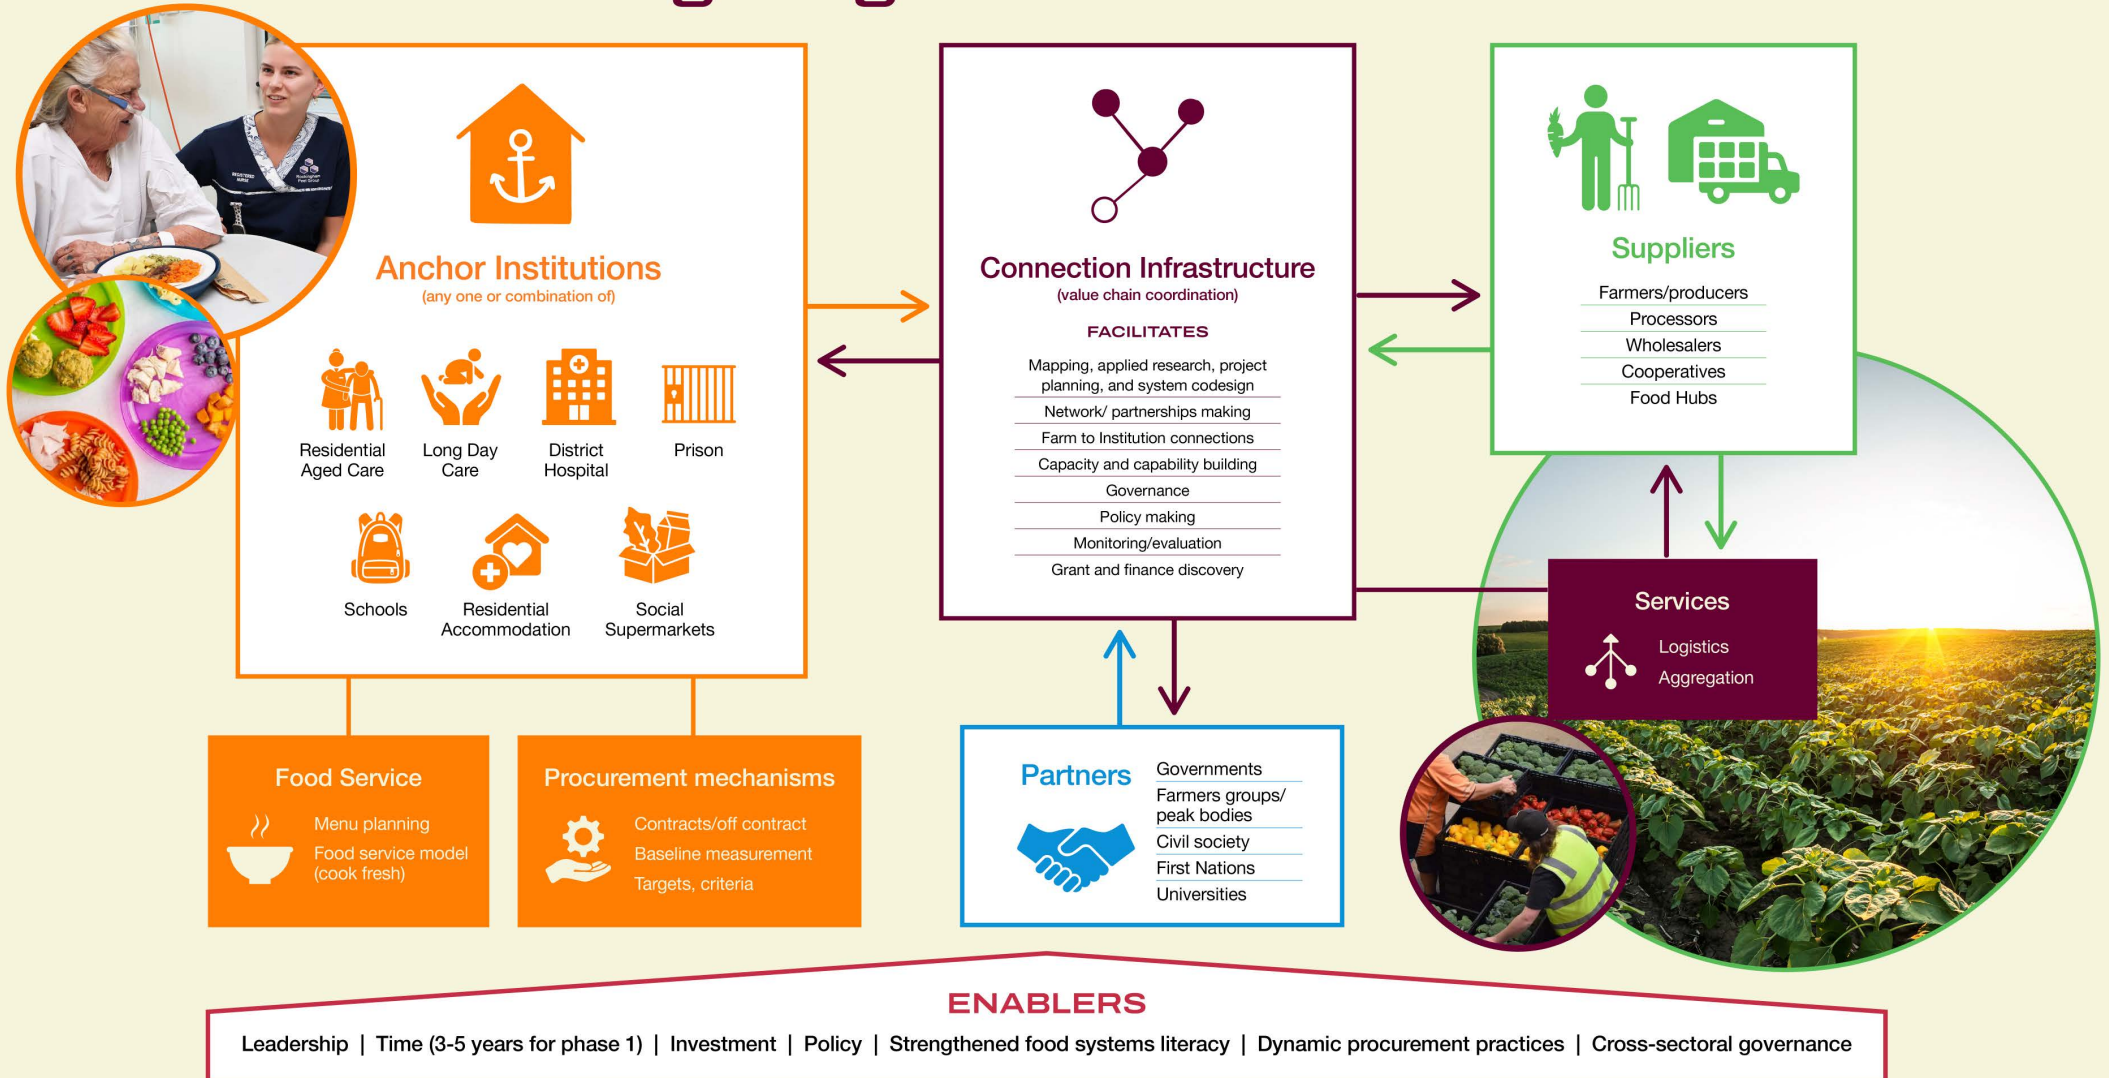 Anchor Institutions
(any one or combination of)
Residential
Aged Care
Long Day
Care
District
Hospital
Prison
Schools
Residential
Accommodation
Social
Supermarkets
Food Service
Menu planning
Food service model
(cook fresh)
Procurement mechanisms
Contracts/off contract
Baseline measurement
Targets, criteria
Connection Infrastructure
(value chain coordination)
FACILITATES
Mapping, applied research, project
planning, and system codesign
Network/ partnerships making
Farm to Institution connections
Capacity and capability building
Governance
Policy making
Monitoring/evaluation
Grant and finance discovery
Partners
Governments
Farmers groups/
peak bodies
Civil society
First Nations
Universities
Suppliers
Farmers/producers
Processors
Wholesalers
Cooperatives
Food Hubs
Services
Logistics
Aggregation
ENABLERS
Leadership | Time (3-5 years for phase 1) | Investment | Policy | Strengthened food systems literacy | Dynamic procurement practices | Cross-sectoral governance